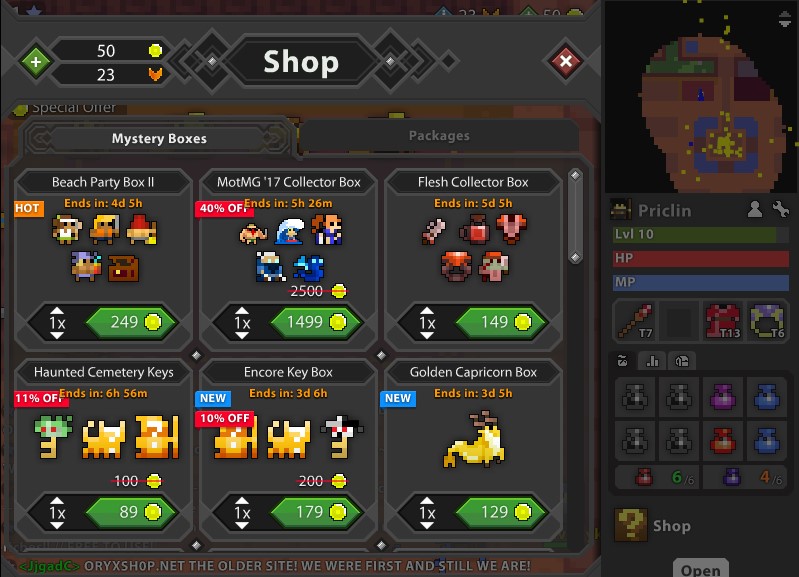 23
50
50
23
Shop
Special Offer
Mystery Boxes
Packages
Beach Party Box II
HOT
Ends in: 4d 5h
1x
249
MotMG '17 Collector Box
40% OFF
Ends in: 5h 26m
2500
1x
1499
Flesh Collector Box
Ends in: 5d 5h
1x
149
Haunted Cemetery Keys
11% OFF
Ends in: 6h 56m
100
1x
89
Encore Key Box
NEW
Ends in: 3d 6h
10% OFF
200
1x
179
Golden Capricorn Box
NEW
Ends in: 3d 5h
1x
129
<JjgadC> ORYXSH0P.NET THE OLDER SITE! WE WERE FIRST AND STILL WE ARE!
Priclin
Lvl 10
HP
MP
T7
T13
T6
6/6
4/6
Shop
Open